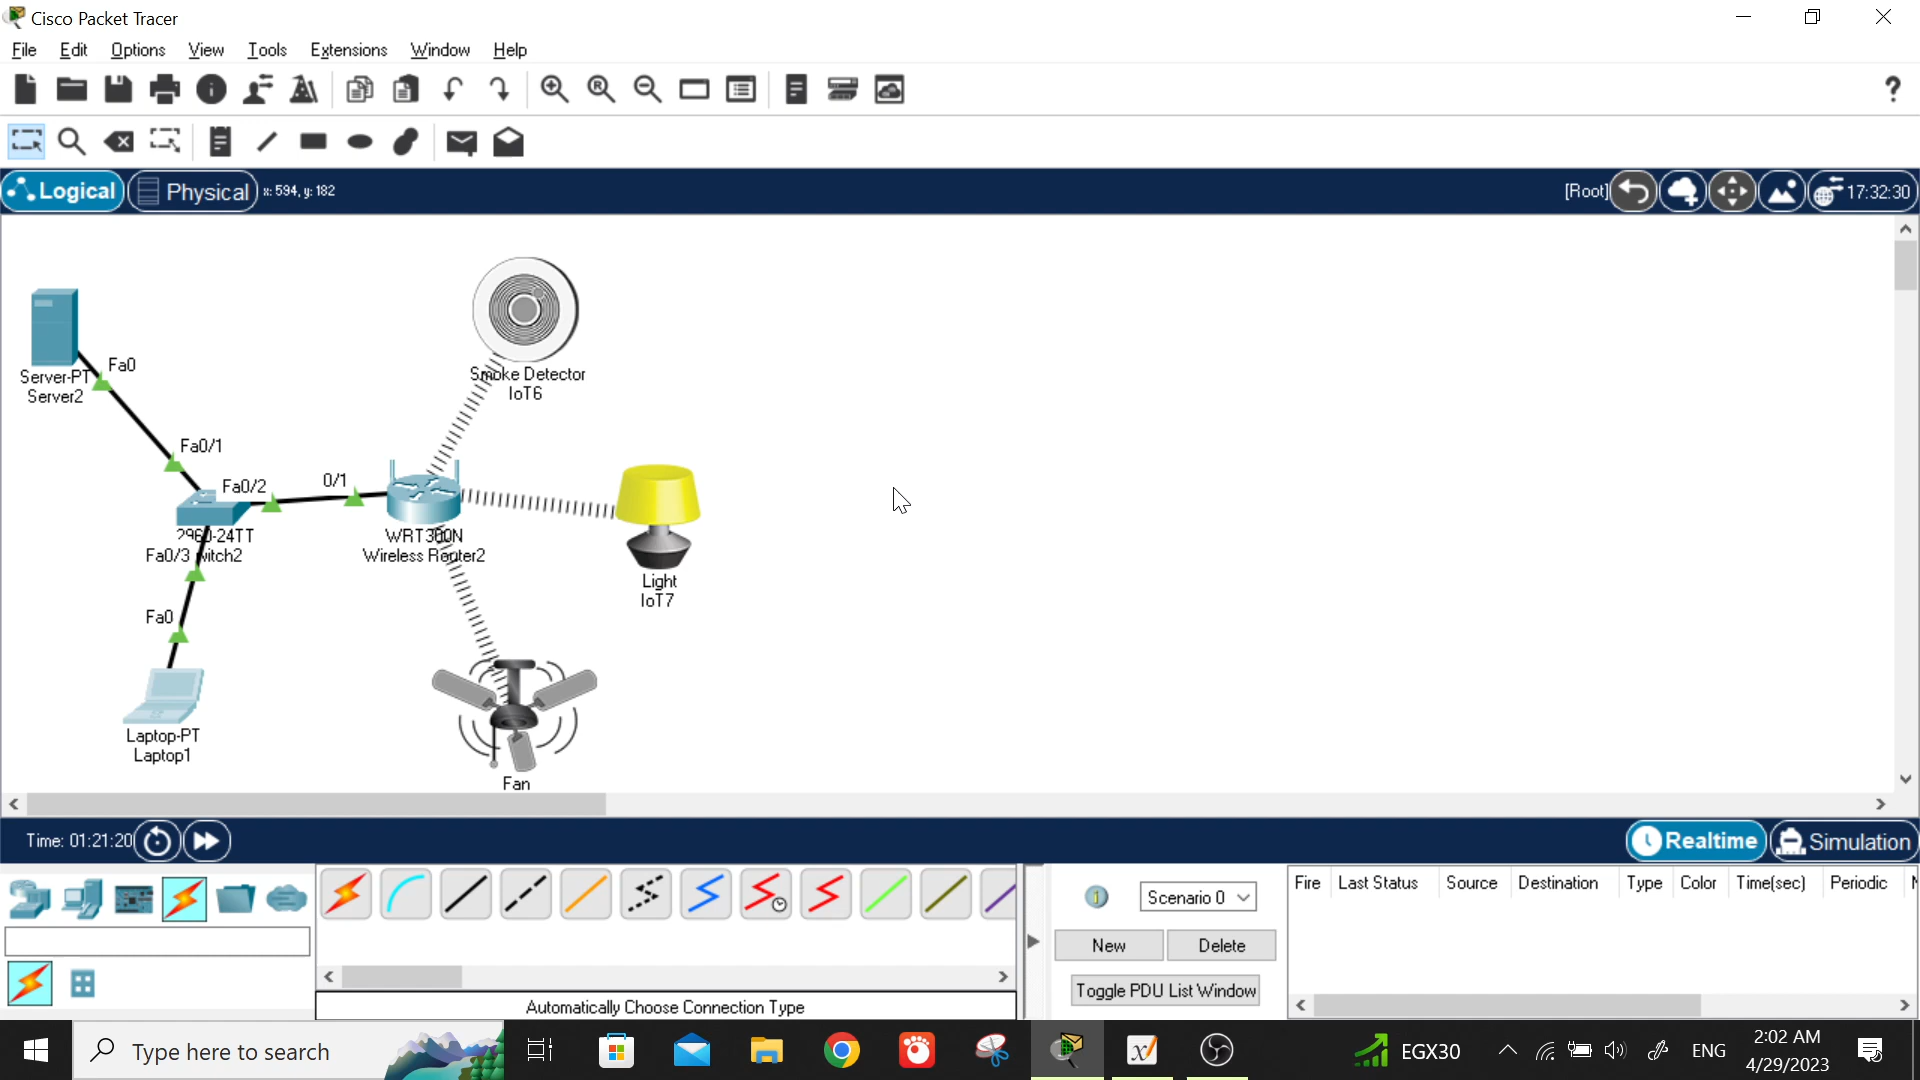 Cisco Packet Tracer
File Edit Options View Tools Extensions Window Help
?
Logical Physical x: 594, y: 182 [Root] 17:32:30
Smoke Detector
IoT6
Server-PT
Server2
Fa0
Fa0/1
Fa0/2
0/1
2960-24TT
Fa0/3 witch2
WRT300N
Wireless Router2
Light
IoT7
Fa0
Laptop-PT
Laptop1
Fan
Time: 01:21:20 Realtime Simulation
Scenario 0
New Delete
Toggle PDU List Window
Fire Last Status Source Destination Type Color Time(sec) Periodic
Automatically Choose Connection Type
Type here to search EGX30 ENG 2:02 AM
4/29/2023